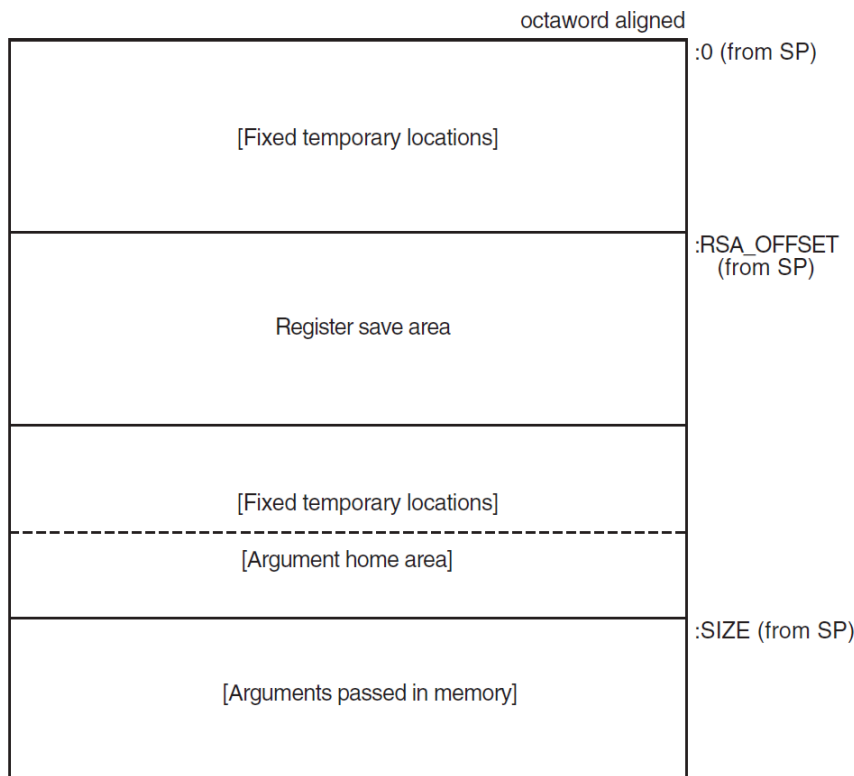 octaword aligned
:0 (from SP)
[Fixed temporary locations]
:RSA_OFFSET
(from SP)
Register save area
[Fixed temporary locations]
[Argument home area]
:SIZE (from SP)
[Arguments passed in memory]